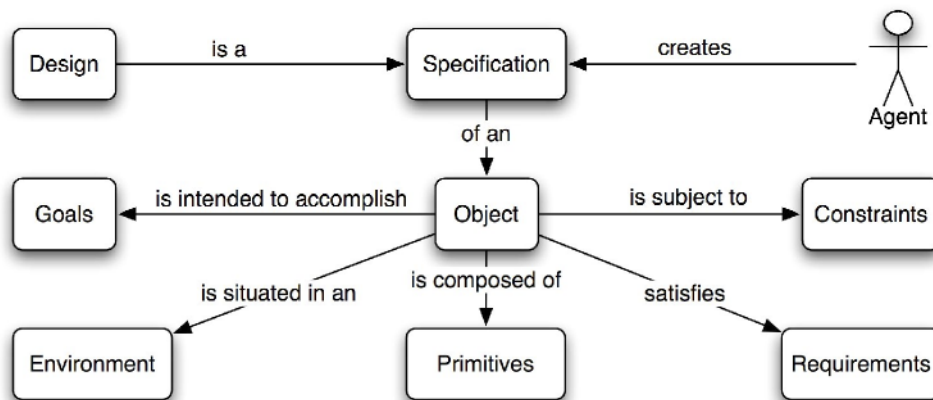 is a
creates
Design
Specification
Agent
of an
is intended to accomplish
is subject to
Goals
Object
Constraints
is situated in an
is composed of
satisfies
Environment
Primitives
Requirements